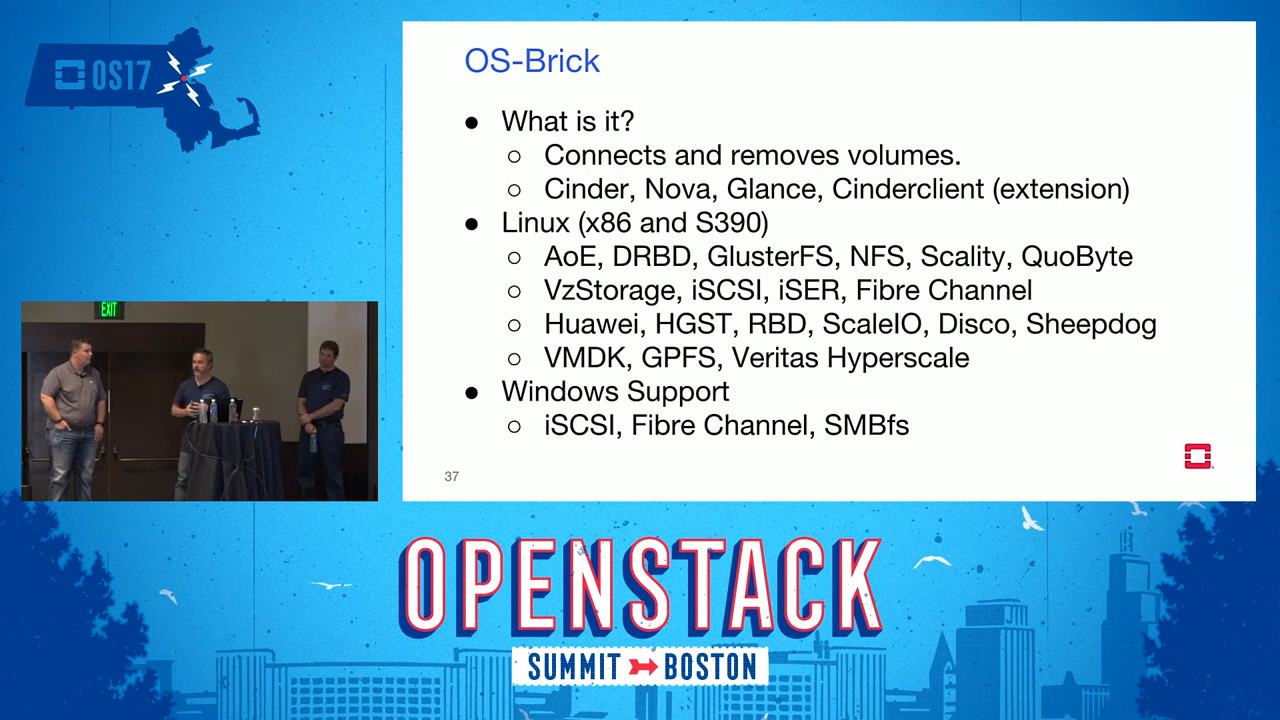 OS17
OS-Brick
● What is it?
○ Connects and removes volumes.
○ Cinder, Nova, Glance, Cinderclient (extension)
● Linux (x86 and S390)
○ AoE, DRBD, GlusterFS, NFS, Scality, QuoByte
○ VzStorage, iSCSI, iSER, Fibre Channel
○ Huawei, HGST, RBD, ScaleIO, Disco, Sheepdog
○ VMDK, GPFS, Veritas Hyperscale
● Windows Support
○ iSCSI, Fibre Channel, SMBfs
37
EXIT
OPENSTACK
SUMMIT BOSTON